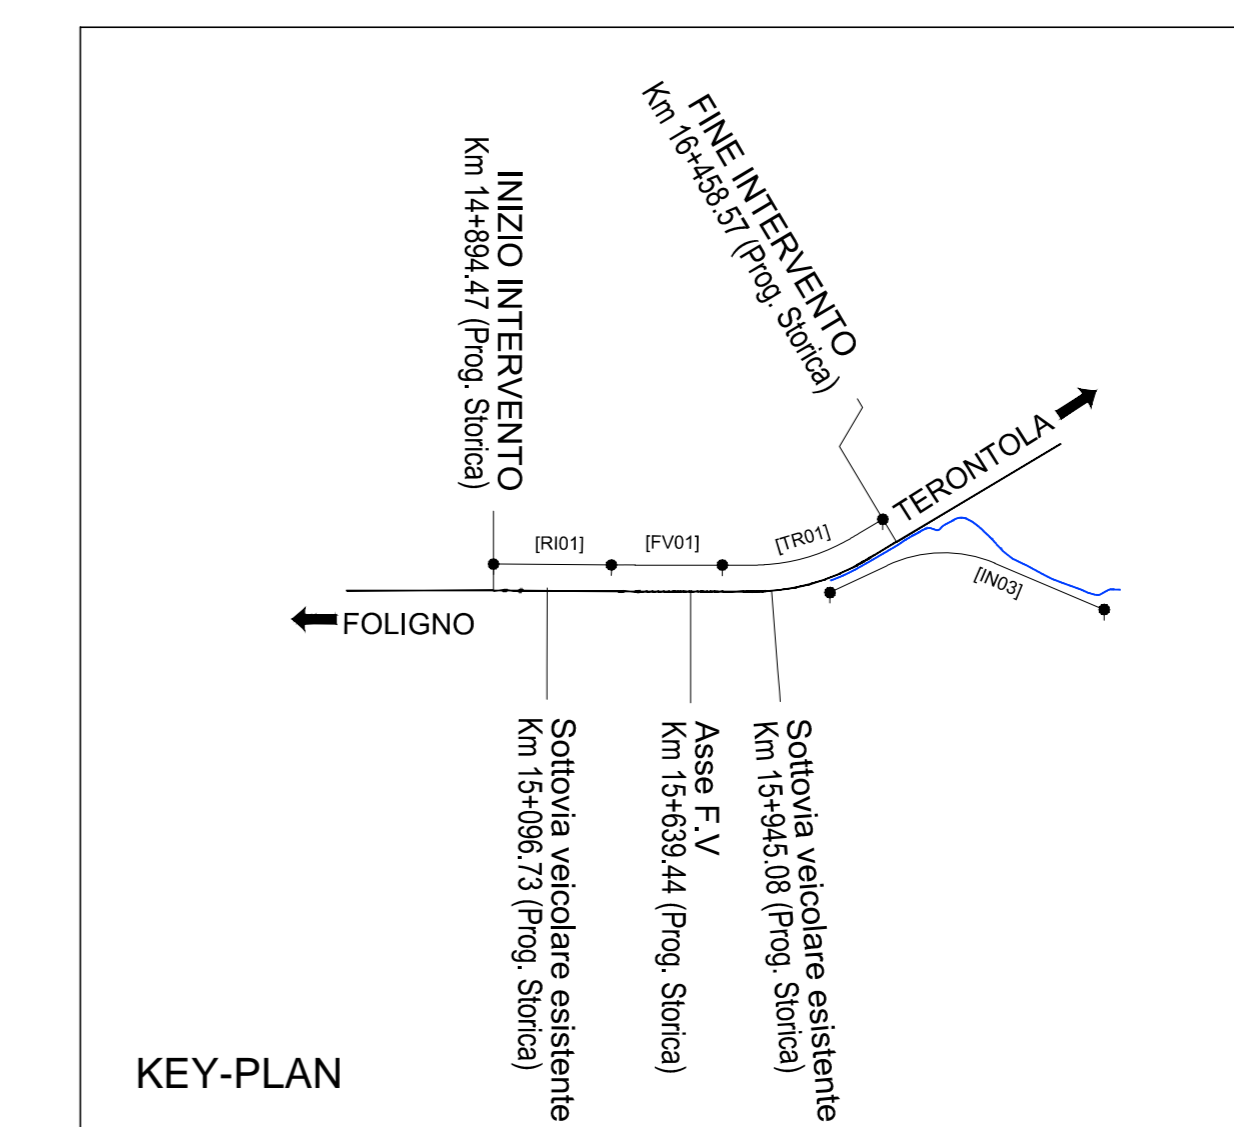 FINE INTERVENTO
Km 16+458.57 (Prog. Storica)
INIZIO INTERVENTO
Km 14+894.47 (Prog. Storica)
TERONTOLA
[RI01]
[FV01]
[TR01]
[IN03]
FOLIGNO
Sottovia veicolare esistente
Km 15+096.73 (Prog. Storica)
Asse F.V
Km 15+639.44 (Prog. Storica)
Sottovia veicolare esistente
Km 15+945.08 (Prog. Storica)
KEY-PLAN